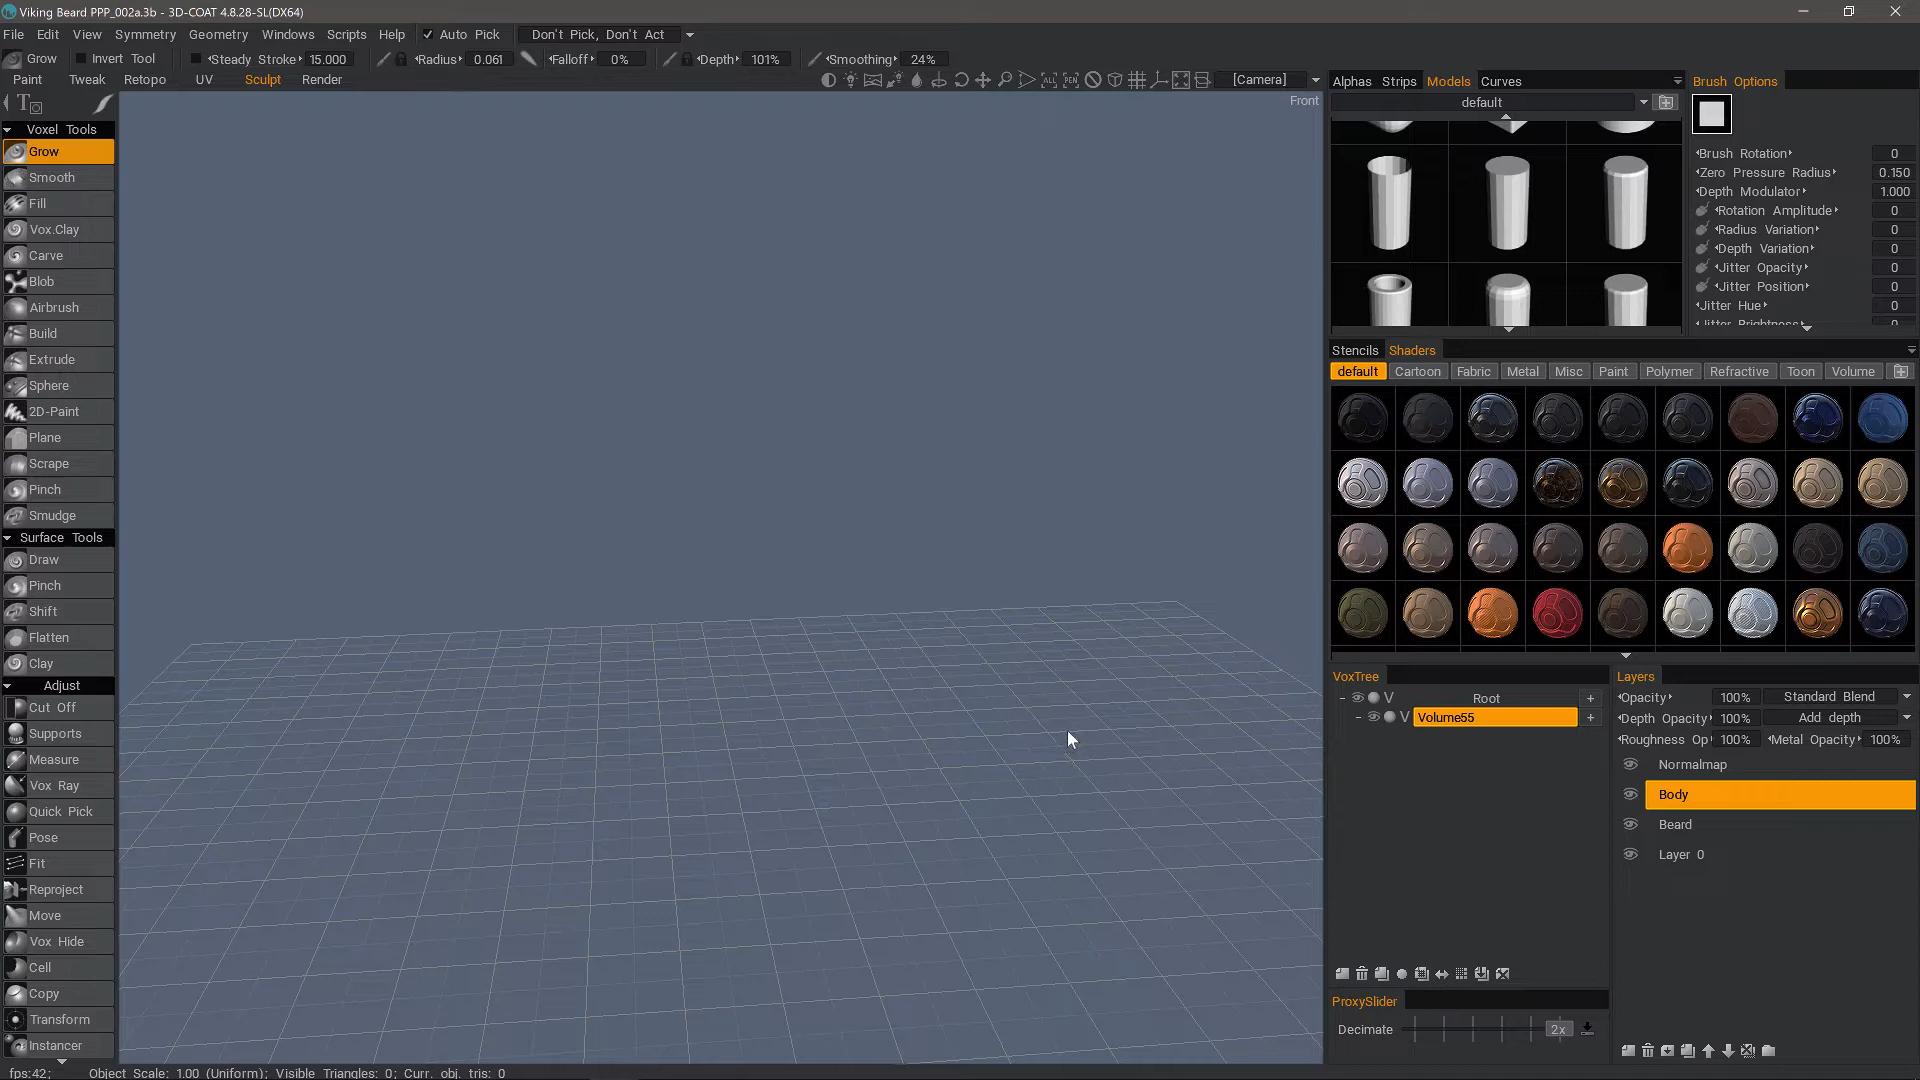 Viking Beard PPP_002a.3b - 3D-COAT 4.8.28-SL(DX64)
File Edit View Symmetry Geometry Windows Scripts Help Auto Pick Don't Pick, Don't Act
Grow Invert Tool Steady Stroke 15.000 Radius 0.061 Falloff 0% Depth 101% Smoothing 24%
Paint Tweak Retopo UV Sculpt Render [Camera]
Front
Voxel Tools
Grow
Smooth
Fill
Vox.Clay
Carve
Blob
Airbrush
Build
Extrude
Sphere
2D-Paint
Plane
Scrape
Pinch
Smudge
Surface Tools
Draw
Pinch
Shift
Flatten
Clay
Adjust
Cut Off
Supports
Measure
Vox Ray
Quick Pick
Pose
Fit
Reproject
Move
Vox Hide
Cell
Copy
Transform
Instancer
Alphas Strips Models Curves
default
Brush Options
Brush Rotation 0
Zero Pressure Radius 0.150
Depth Modulator 1.000
Rotation Amplitude 0
Radius Variation 0
Depth Variation 0
Jitter Opacity 0
Jitter Position 0
Jitter Hue 0
Jitter Brightness 0
Stencils Shaders
default Cartoon Fabric Metal Misc Paint Polymer Refractive Toon Volume
VoxTree
V Root +
V Volume55 +
ProxySlider
Decimate 2x
Layers
Opacity 100% Standard Blend
Depth Opacity 100% Add depth
Roughness Op 100% Metal Opacity 100%
Normalmap
Body
Beard
Layer 0
fps:42; Object Scale: 1.00 (Uniform); Visible Triangles: 0; Curr. obj. tris: 0